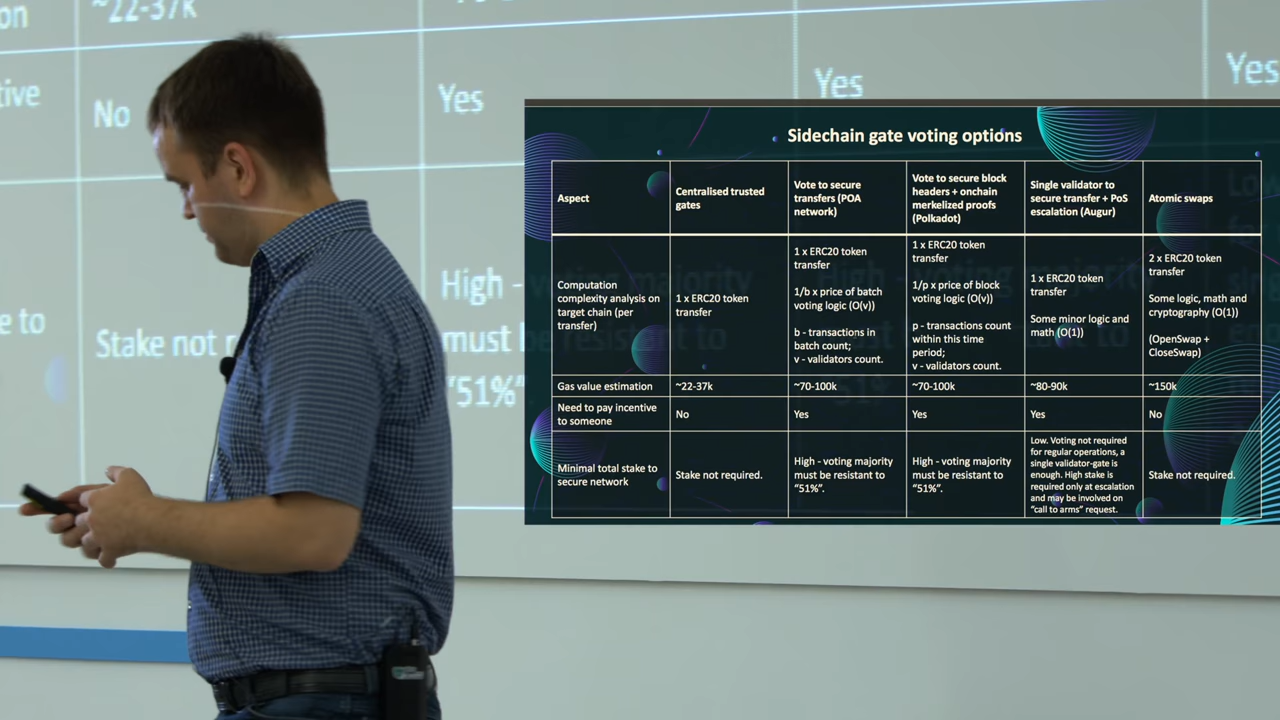 on
~22-37k
tive
No
Yes
Yes
Yes
e to
Stake not r
High - voting majority
must be resistant to
"51%"
Sidechain gate voting options
Aspect
Centralised trusted
gates
Vote to secure
transfers (POA
network)
Vote to secure block
headers + onchain
merkelized proofs
(Polkadot)
Single validator to
secure transfer + PoS
escalation (Augur)
Atomic swaps
Computation
complexity analysis on
target chain (per
transfer)
1 x ERC20 token
transfer
1 x ERC20 token
transfer
1/b x price of batch
voting logic (O(v))
b - transactions in
batch count;
v - validators count.
1 x ERC20 token
transfer
1/p x price of block
voting logic (O(v))
p - transactions count
within this time
period;
v - validators count.
1 x ERC20 token
transfer
Some minor logic and
math (O(1))
2 x ERC20 token
transfer
Some logic, math and
cryptography (O(1))
(OpenSwap +
CloseSwap)
Gas value estimation
~22-37k
~70-100k
~70-100k
~80-90k
~150k
Need to pay incentive
to someone
No
Yes
Yes
Yes
No
Minimal total stake to
secure network
Stake not required.
High - voting majority
must be resistant to
"51%".
High - voting majority
must be resistant to
"51%".
Low. Voting not required
for regular operations, a
single validator-gate is
enough. High stake is
required only at escalation
and may be involved on
"call to arms" request.
Stake not required.